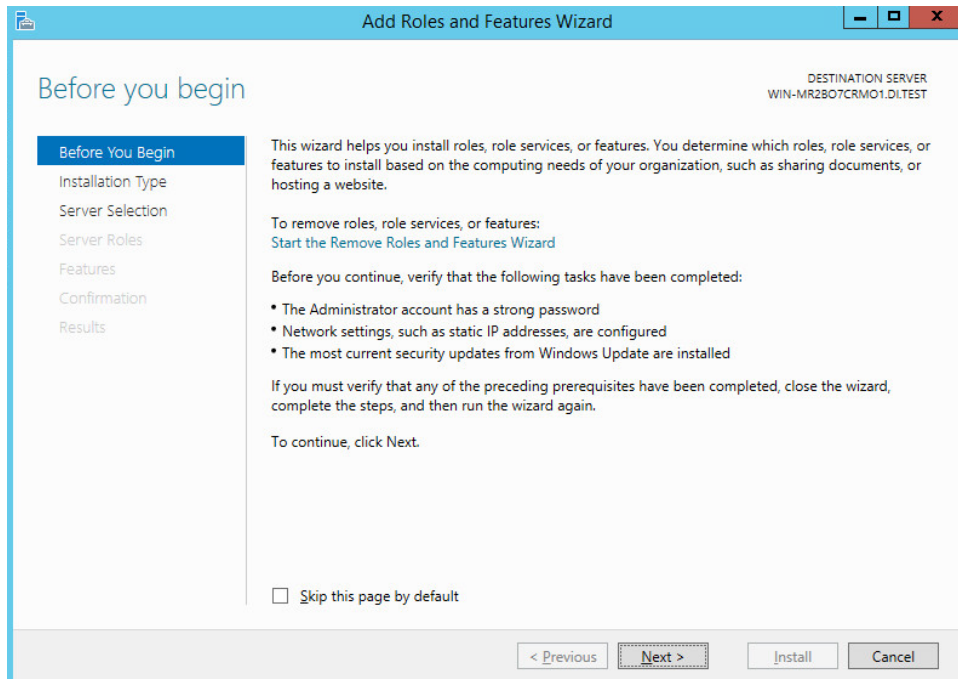 Add Roles and Features Wizard
Before you begin
DESTINATION SERVER
WIN-MR2BO7CRMO1.DI.TEST
Before You Begin
Installation Type
Server Selection
Server Roles
Features
Confirmation
Results
This wizard helps you install roles, role services, or features. You determine which roles, role services, or
features to install based on the computing needs of your organization, such as sharing documents, or
hosting a website.
To remove roles, role services, or features:
Start the Remove Roles and Features Wizard
Before you continue, verify that the following tasks have been completed:
• The Administrator account has a strong password
• Network settings, such as static IP addresses, are configured
• The most current security updates from Windows Update are installed
If you must verify that any of the preceding prerequisites have been completed, close the wizard,
complete the steps, and then run the wizard again.
To continue, click Next.
Skip this page by default
< Previous
Next >
Install
Cancel